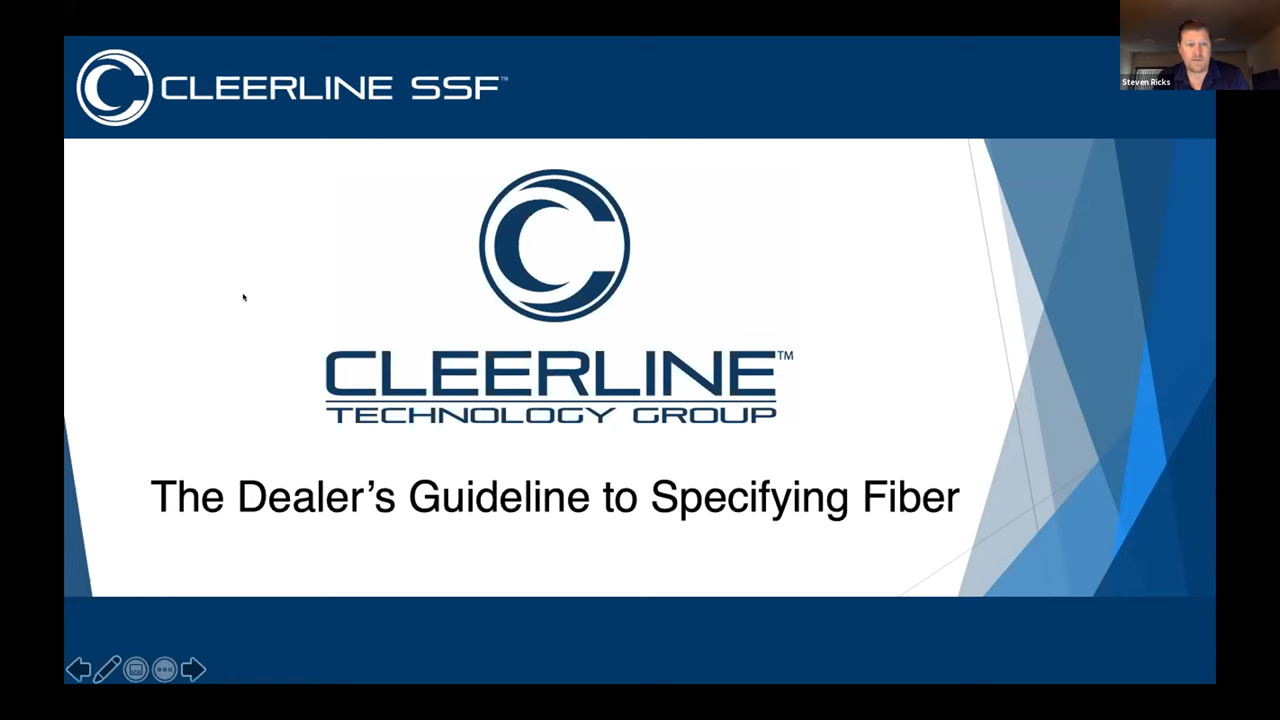 CLEERLINE SSF™
Steven Ricks
CLEERLINE™
TECHNOLOGY GROUP
The Dealer’s Guideline to Specifying Fiber